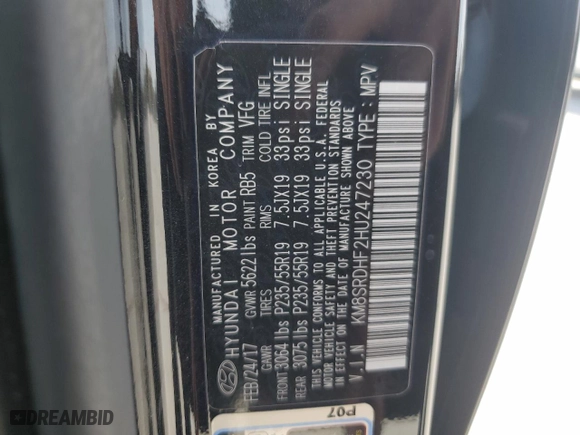 MANUFACTURED IN KOREA BY
HYUNDAI MOTOR COMPANY
FEB/24/17 GVWR 5622 lbs PAINT RB5 TRIM VFG
GAWR TIRES RIMS COLD TIRE INFL
FRONT 3064 lbs P235/55R19 7.5JX19 33psi SINGLE
REAR 3075 lbs P235/55R19 7.5JX19 33psi SINGLE
THIS VEHICLE CONFORMS TO ALL APPLICABLE U.S.A. FEDERAL
MOTOR VEHICLE SAFETY, BUMPER, AND THEFT PREVENTION STANDARDS
IN EFFECT ON THE DATE OF MANUFACTURE SHOWN ABOVE
V.I.N KM8SRDHF2HU247230 TYPE : MPV
P07
DREAMBID